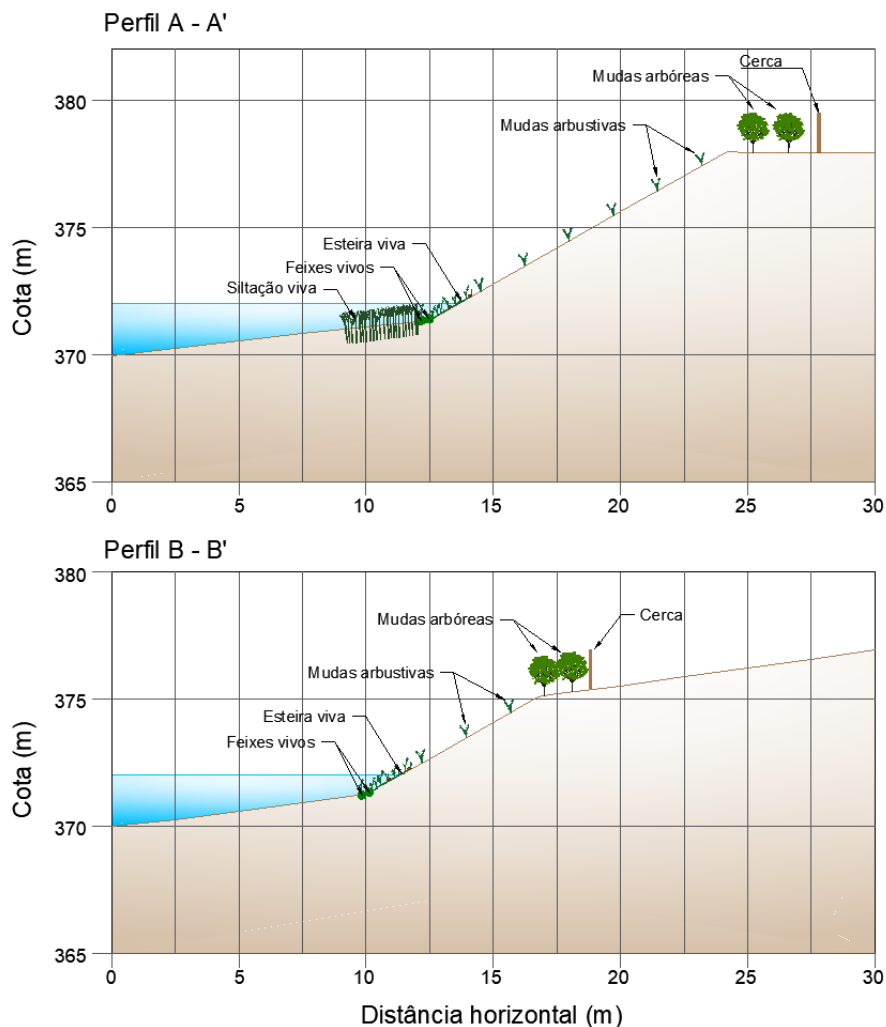 Perfil A - A'
Cerca
Mudas arbóreas
380
Mudas arbustivas
375
Esteira viva
Feixes vivos
Siltação viva
Cota (m)
370
365
0 5 10 15 20 25 30
Perfil B - B'
380
Mudas arbóreas
Cerca
Mudas arbustivas
375
Esteira viva
Feixes vivos
Cota (m)
370
365
0 5 10 15 20 25 30
Distância horizontal (m)